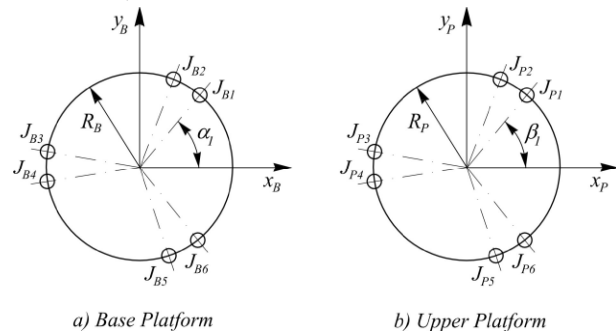 y_B
J_B2
J_B1
R_B
α_1
J_B3
J_B4
x_B
J_B5
J_B6
a) Base Platform
y_P
J_P2
J_P1
R_P
β_1
J_P3
J_P4
x_P
J_P5
J_P6
b) Upper Platform